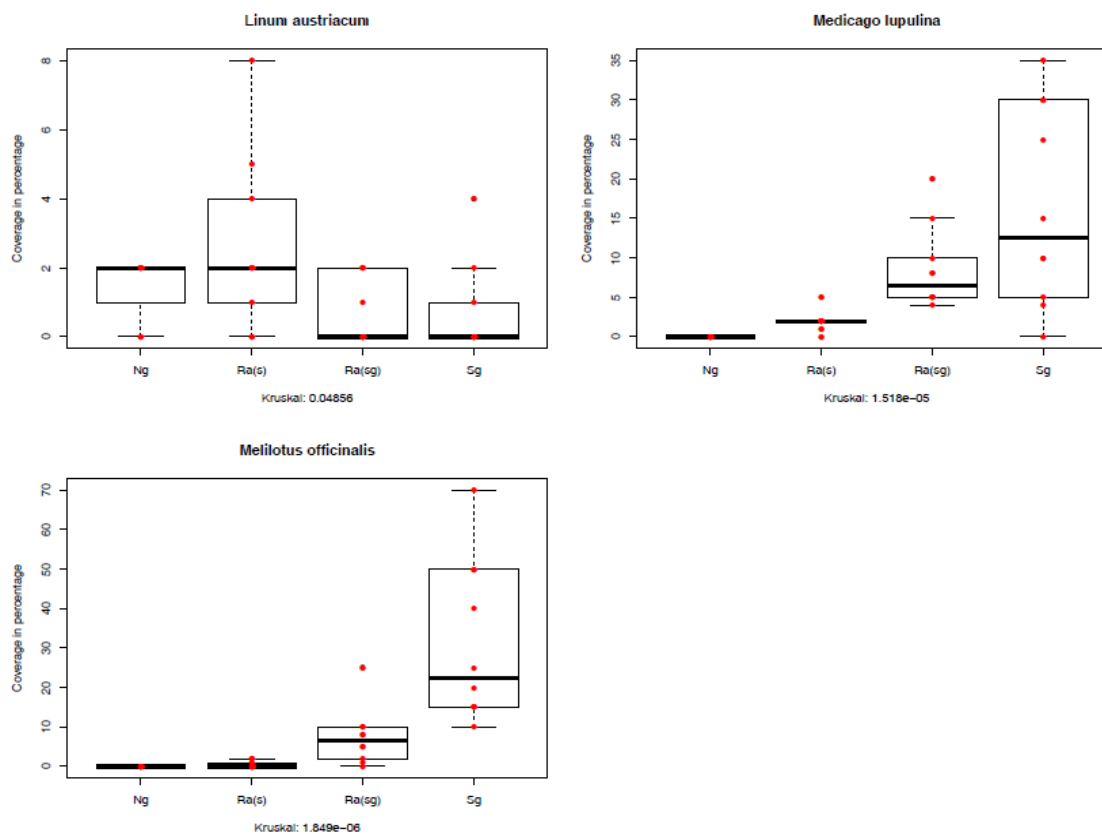 Linum austriacum
Coverage in percentage
8
6
4
2
0
Ng Ra(s) Ra(sg) Sg
Kruskal: 0.04856
Medicago lupulina
Coverage in percentage
35
30
25
20
15
10
5
0
Ng Ra(s) Ra(sg) Sg
Kruskal: 1.518e−05
Melilotus officinalis
Coverage in percentage
70
60
50
40
30
20
10
0
Ng Ra(s) Ra(sg) Sg
Kruskal: 1.849e−06